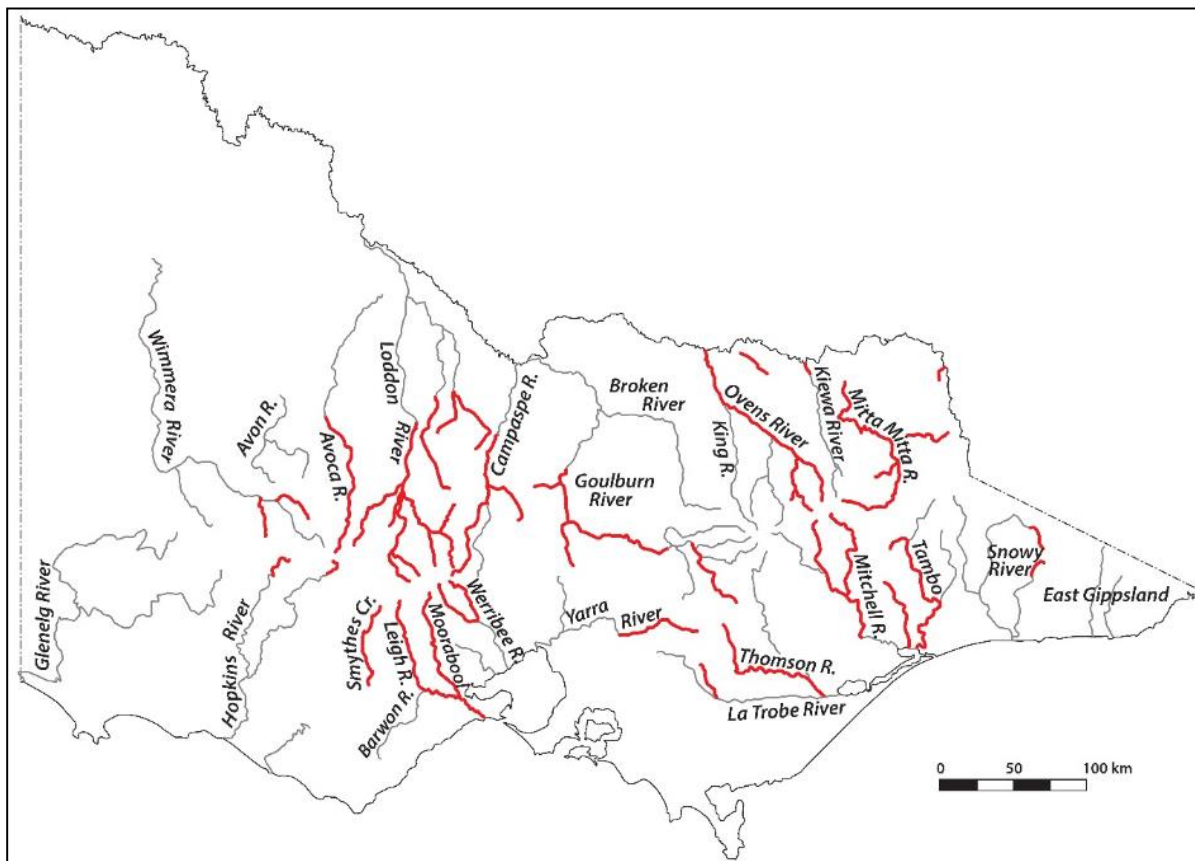 Wimmera River
Avon R.
Avoca R.
Loddon
River
Campaspe R.
Broken
River
King R.
Ovens River
Kiewa River
Mitta Mitta R.
Goulburn
River
Glenelg River
Hopkins
River
Smythes Cr.
Leigh R.
Moorabool
Werribee R.
Barwon R.
Yarra
River
Thomson R.
La Trobe River
Mitchell R.
Tambo
Snowy
River
East Gippsland
0 50 100 km